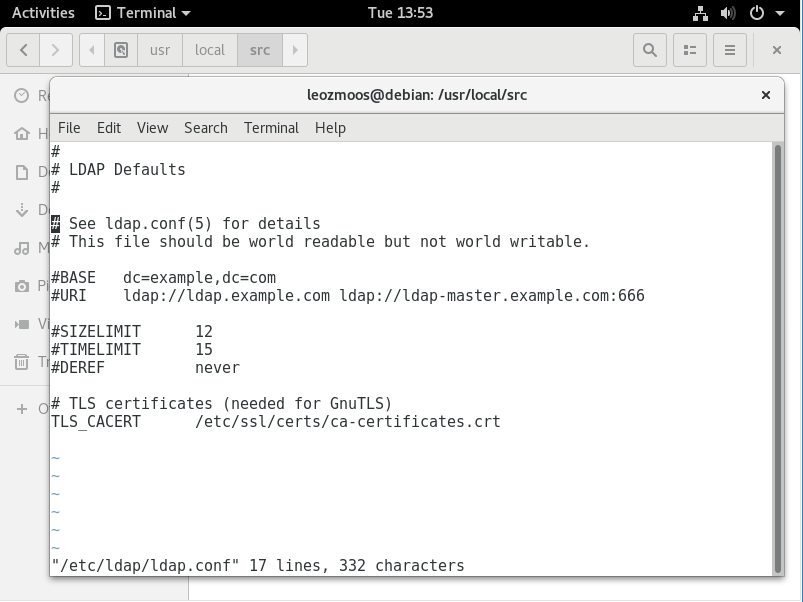 Activities Terminal Tue 13:53
usr local src
leozmoos@debian: /usr/local/src
File Edit View Search Terminal Help
#
# LDAP Defaults
#
# See ldap.conf(5) for details
# This file should be world readable but not world writable.
#BASE dc=example,dc=com
#URI ldap://ldap.example.com ldap://ldap-master.example.com:666
#SIZELIMIT 12
#TIMELIMIT 15
#DEREF never
# TLS certificates (needed for GnuTLS)
TLS_CACERT /etc/ssl/certs/ca-certificates.crt
~
~
~
~
~
~
"/etc/ldap/ldap.conf" 17 lines, 332 characters